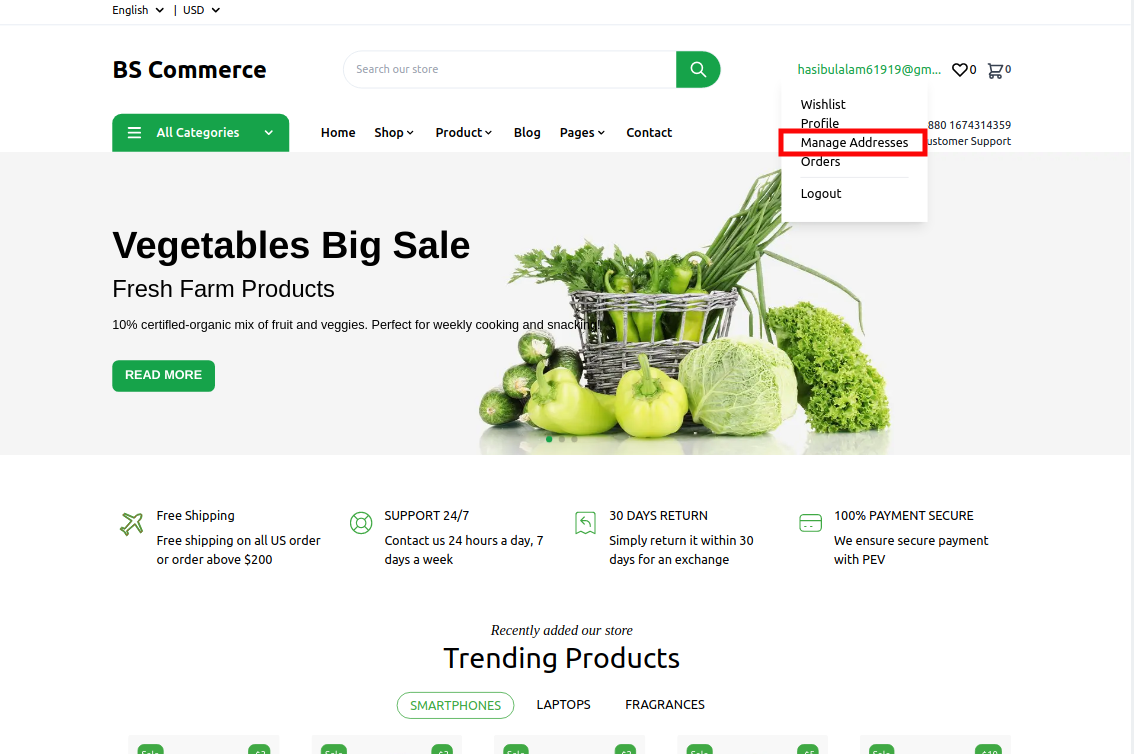 English | USD
BS Commerce
Search our store
hasibulalam61919@gm... 0 0
All Categories
Home Shop Product Blog Pages Contact
Wishlist
Profile
Manage Addresses
Orders
Logout
880 1674314359
ustomer Support
Vegetables Big Sale
Fresh Farm Products
10% certified-organic mix of fruit and veggies. Perfect for weekly cooking and snacking!
READ MORE
Free Shipping
Free shipping on all US order
or order above $200
SUPPORT 24/7
Contact us 24 hours a day, 7
days a week
30 DAYS RETURN
Simply return it within 30
days for an exchange
100% PAYMENT SECURE
We ensure secure payment
with PEV
Recently added our store
Trending Products
SMARTPHONES LAPTOPS FRAGRANCES